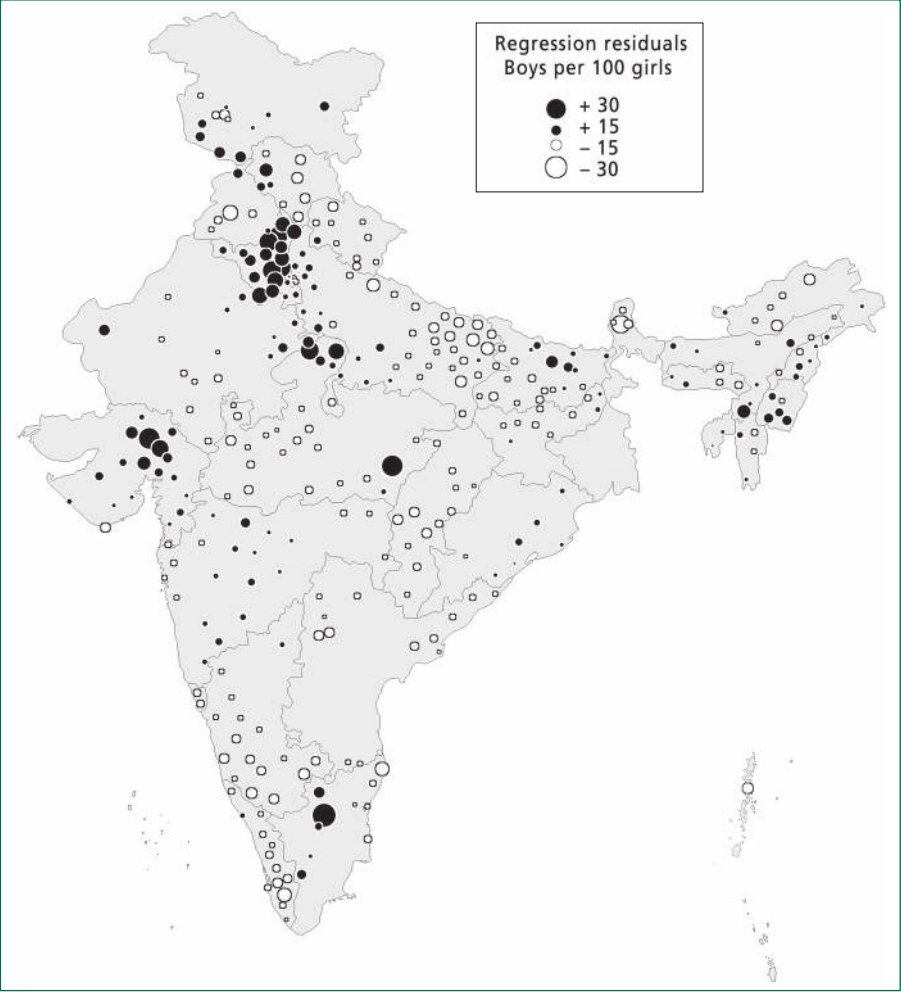 Regression residuals
Boys per 100 girls
+ 30
+ 15
– 15
– 30